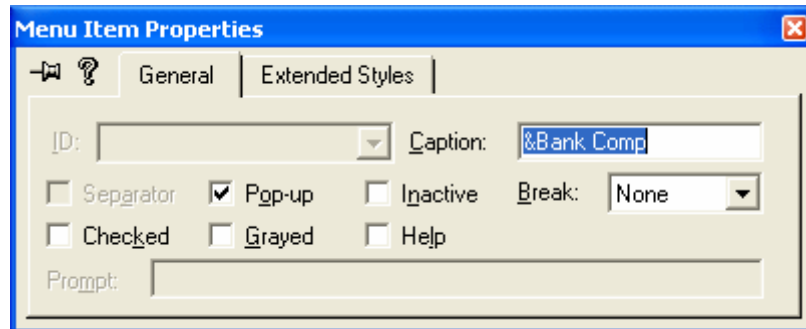 Menu Item Properties
General Extended Styles
ID: Caption: &Bank Comp
Separator Pop-up Inactive Break: None
Checked Grayed Help
Prompt: